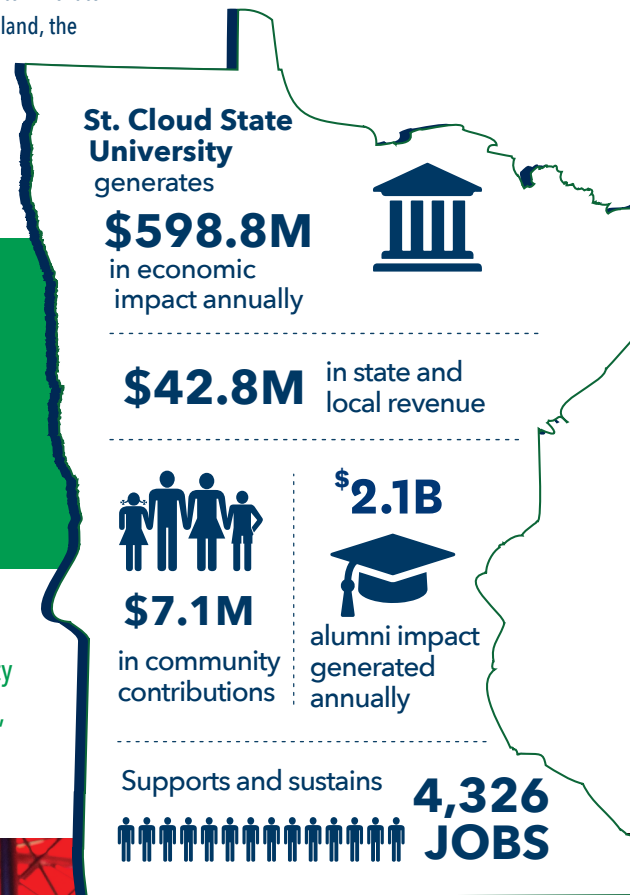 land, the
St. Cloud State
University
generates
$598.8M
in economic
impact annually
$42.8M
in state and
local revenue
$7.1M
in community
contributions
$2.1B
alumni impact
generated
annually
Supports and sustains
4,326
JOBS